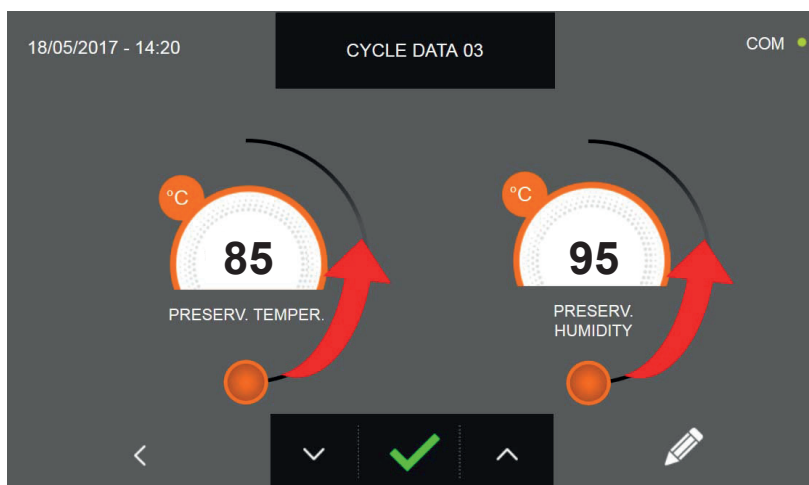 18/05/2017 - 14:20
CYCLE DATA 03
COM
°C
85
PRESERV. TEMPER.
°C
95
PRESERV.
HUMIDITY